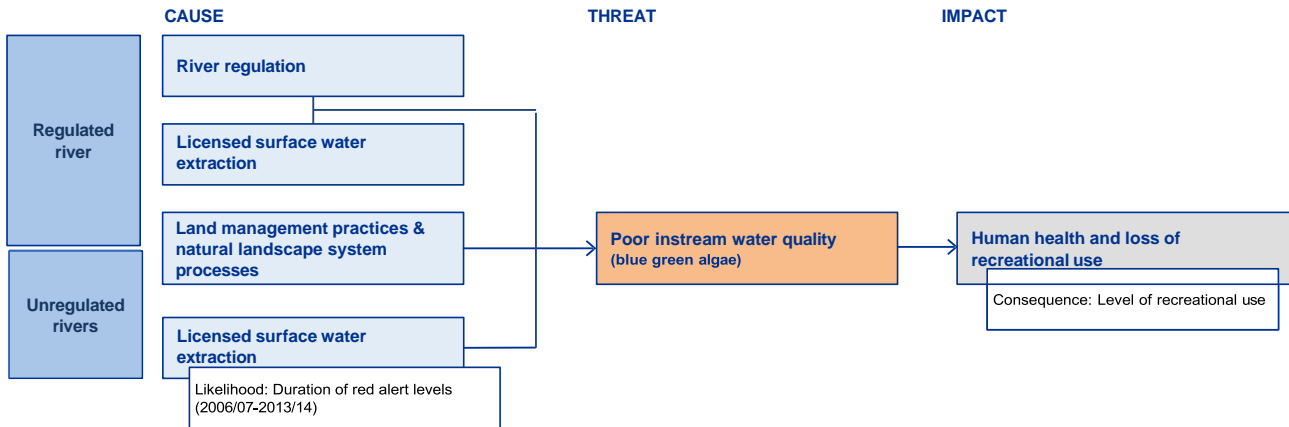 CAUSE
THREAT
IMPACT
Regulated
river
River regulation
Licensed surface water
extraction
Land management practices &
natural landscape system
processes
Unregulated
rivers
Licensed surface water
extraction
Likelihood: Duration of red alert levels
(2006/07-2013/14)
Poor instream water quality
(blue green algae)
Human health and loss of
recreational use
Consequence: Level of recreational use